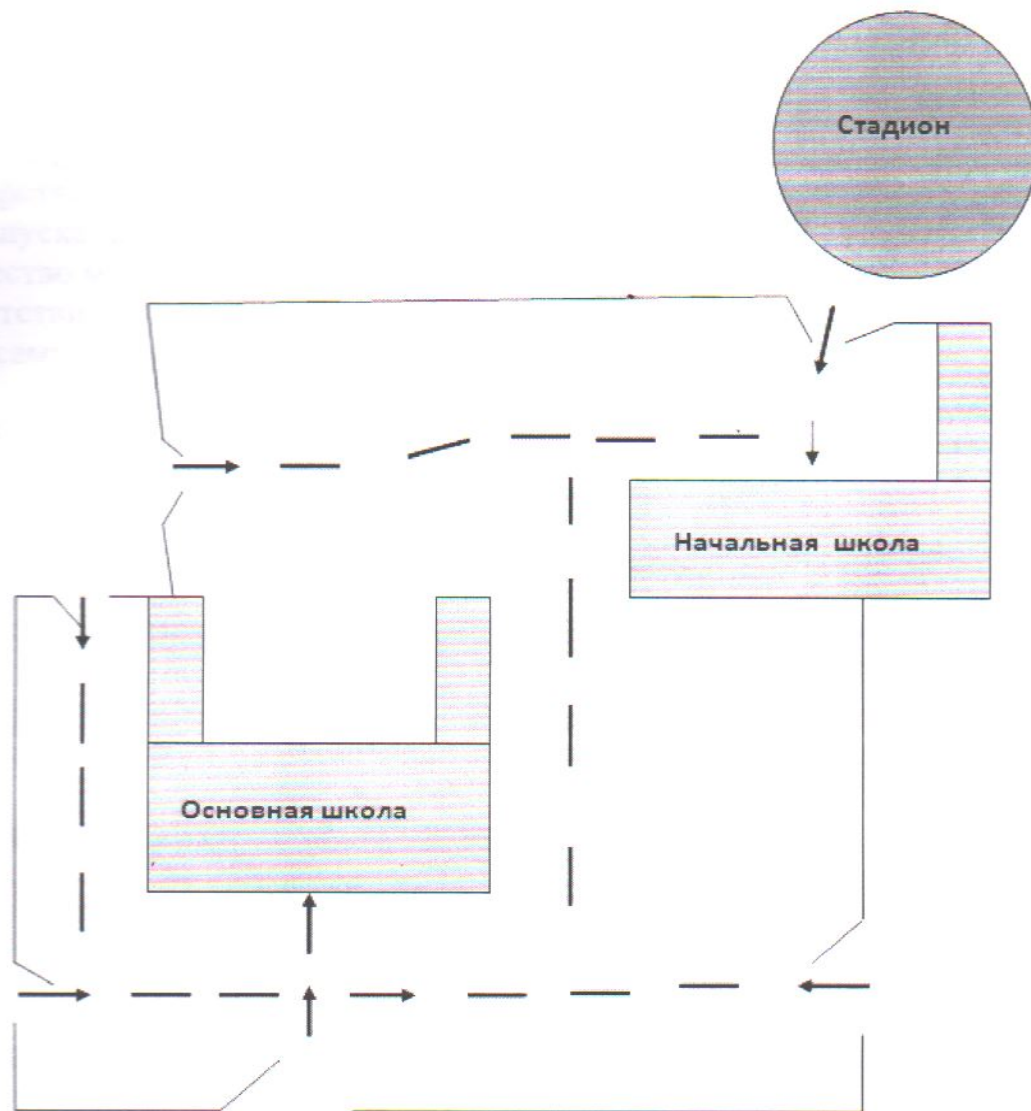 Стадион
Начальная школа
Основная школа